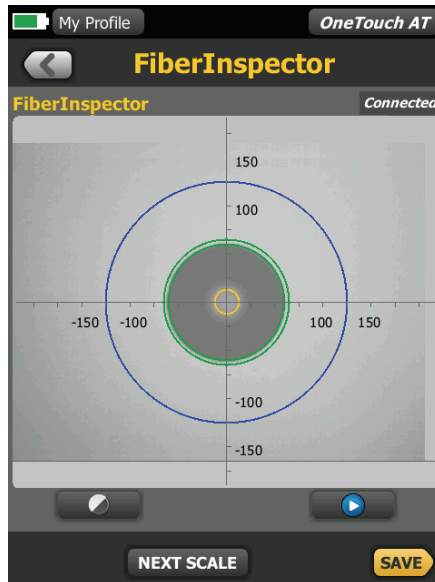 My Profile
OneTouch AT
FiberInspector
FiberInspector
Connected
150
100
-150 -100 100 150
-100
-150
NEXT SCALE
SAVE